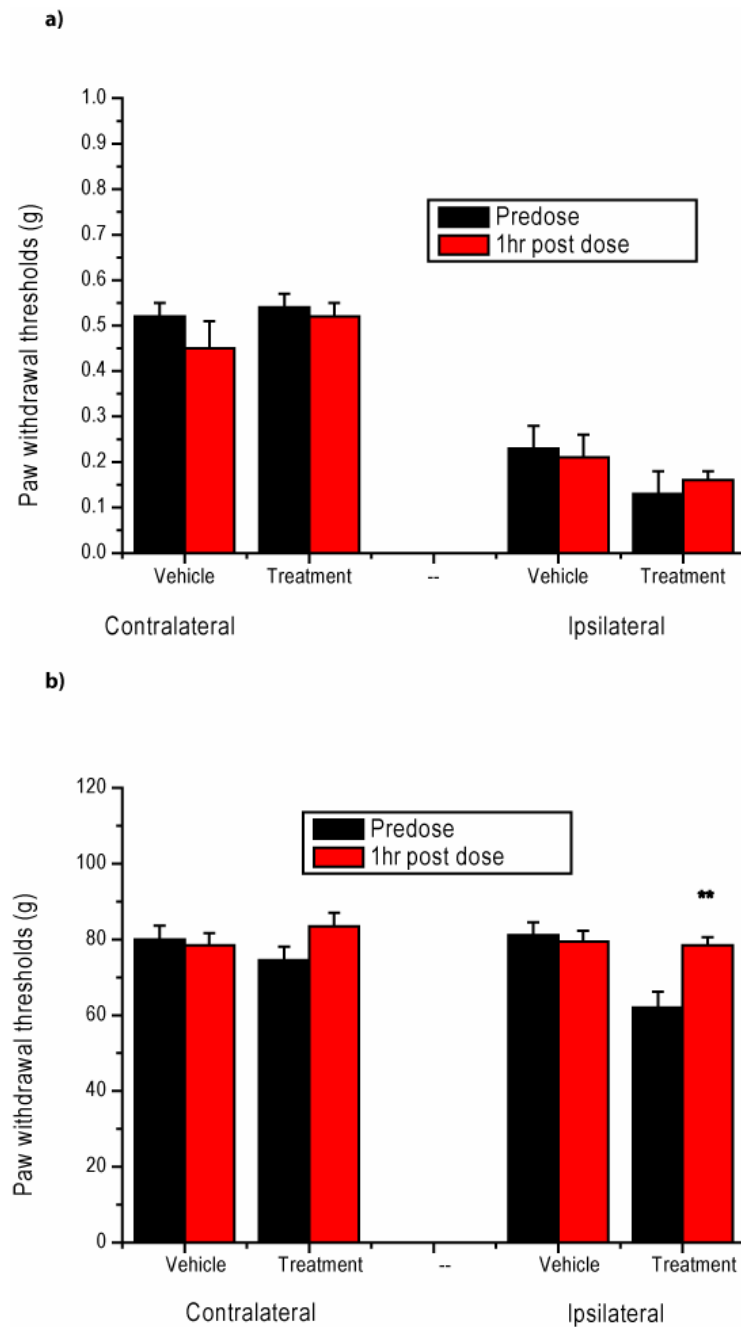 a)
1.0
0.9
0.8
0.7
0.6
0.5
0.4
0.3
0.2
0.1
0.0
Paw withdrawal thresholds (g)
Predose
1hr post dose
Vehicle Treatment -- Vehicle Treatment
Contralateral Ipsilateral
b)
120
100
80
60
40
20
0
Paw withdrawal thresholds (g)
Predose
1hr post dose
**
Vehicle Treatment -- Vehicle Treatment
Contralateral Ipsilateral